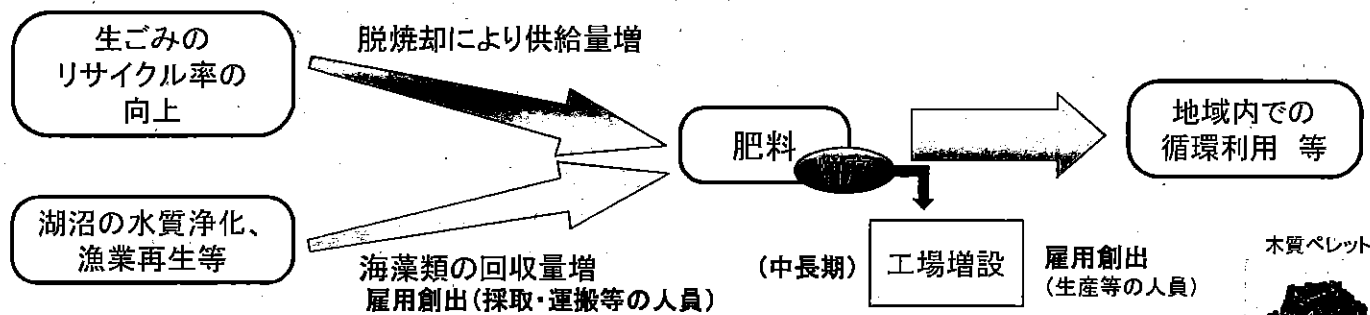 生ごみの
リサイクル率の
向上
脱焼却により供給量増
肥料
地域内での
循環利用 等
湖沼の水質浄化、
漁業再生等
海藻類の回収量増
雇用創出(採取・運搬等の人員)
(中長期)
工場増設
雇用創出
(生産等の人員)
木質ペレット